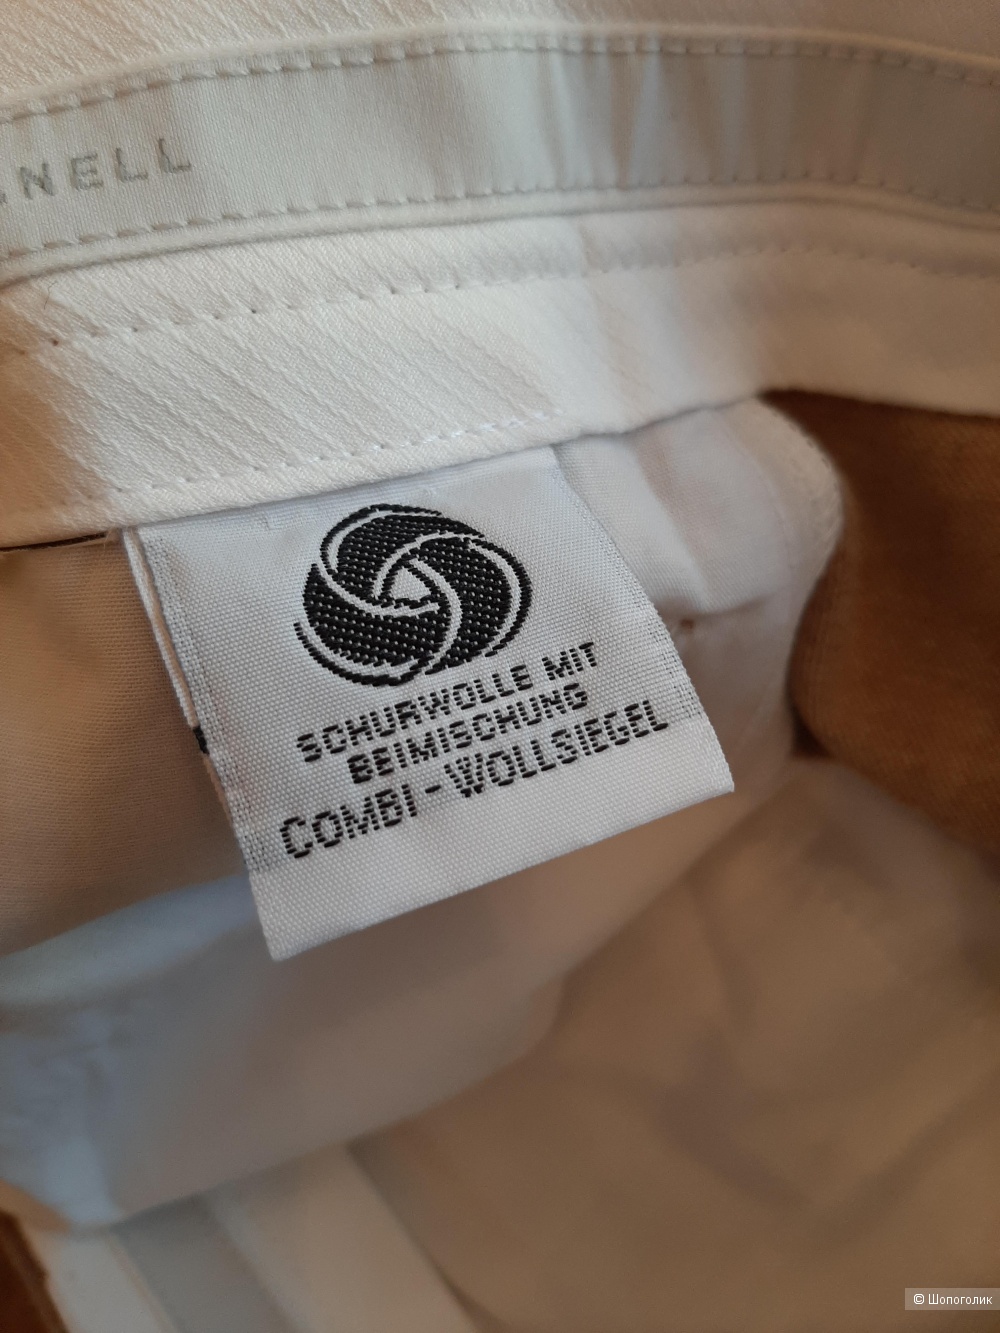 SCHURWOLLE MIT
BEIMISCHUNG
COMBI-WOLLSIEGEL
© Шопоголик